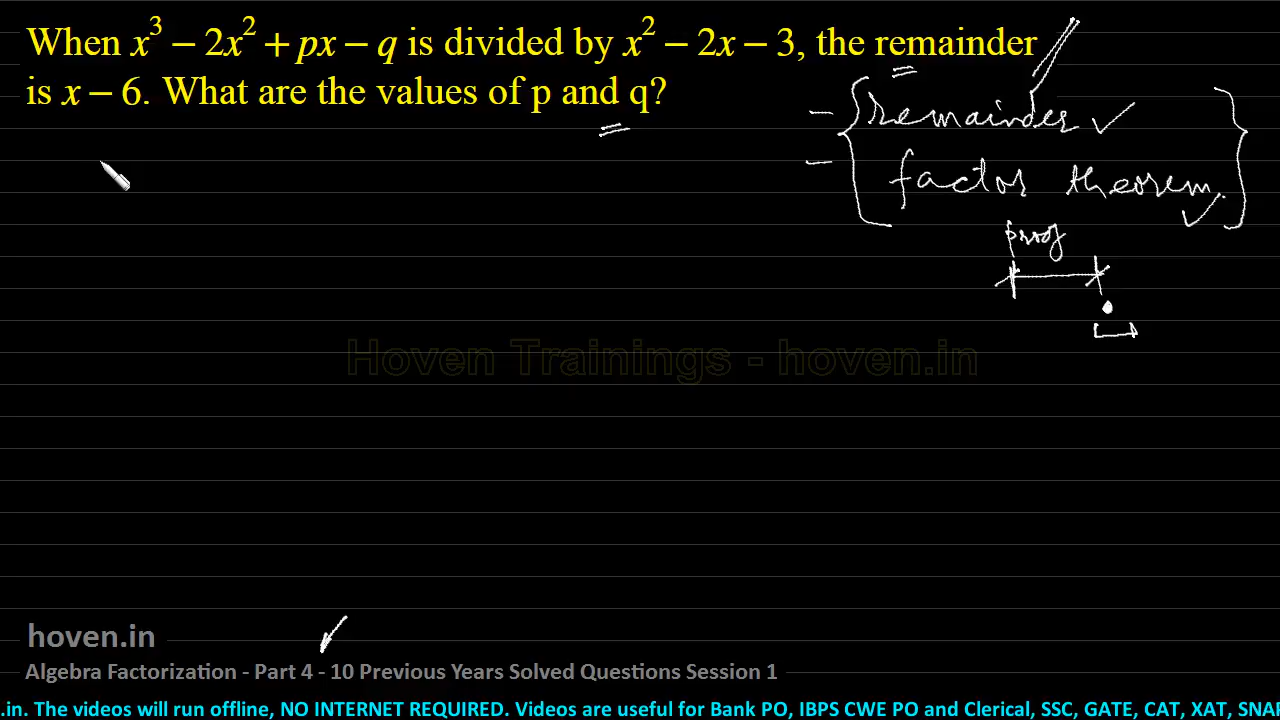 When x³ − 2x² + px − q is divided by x² − 2x − 3, the remainder
is x − 6. What are the values of p and q?
remainder
factor theorem
proof
Hoven Trainings - hoven.in
hoven.in
Algebra Factorization - Part 4 - 10 Previous Years Solved Questions Session 1
.in. The videos will run offline, NO INTERNET REQUIRED. Videos are useful for Bank PO, IBPS CWE PO and Clerical, SSC, GATE, CAT, XAT, SNAP